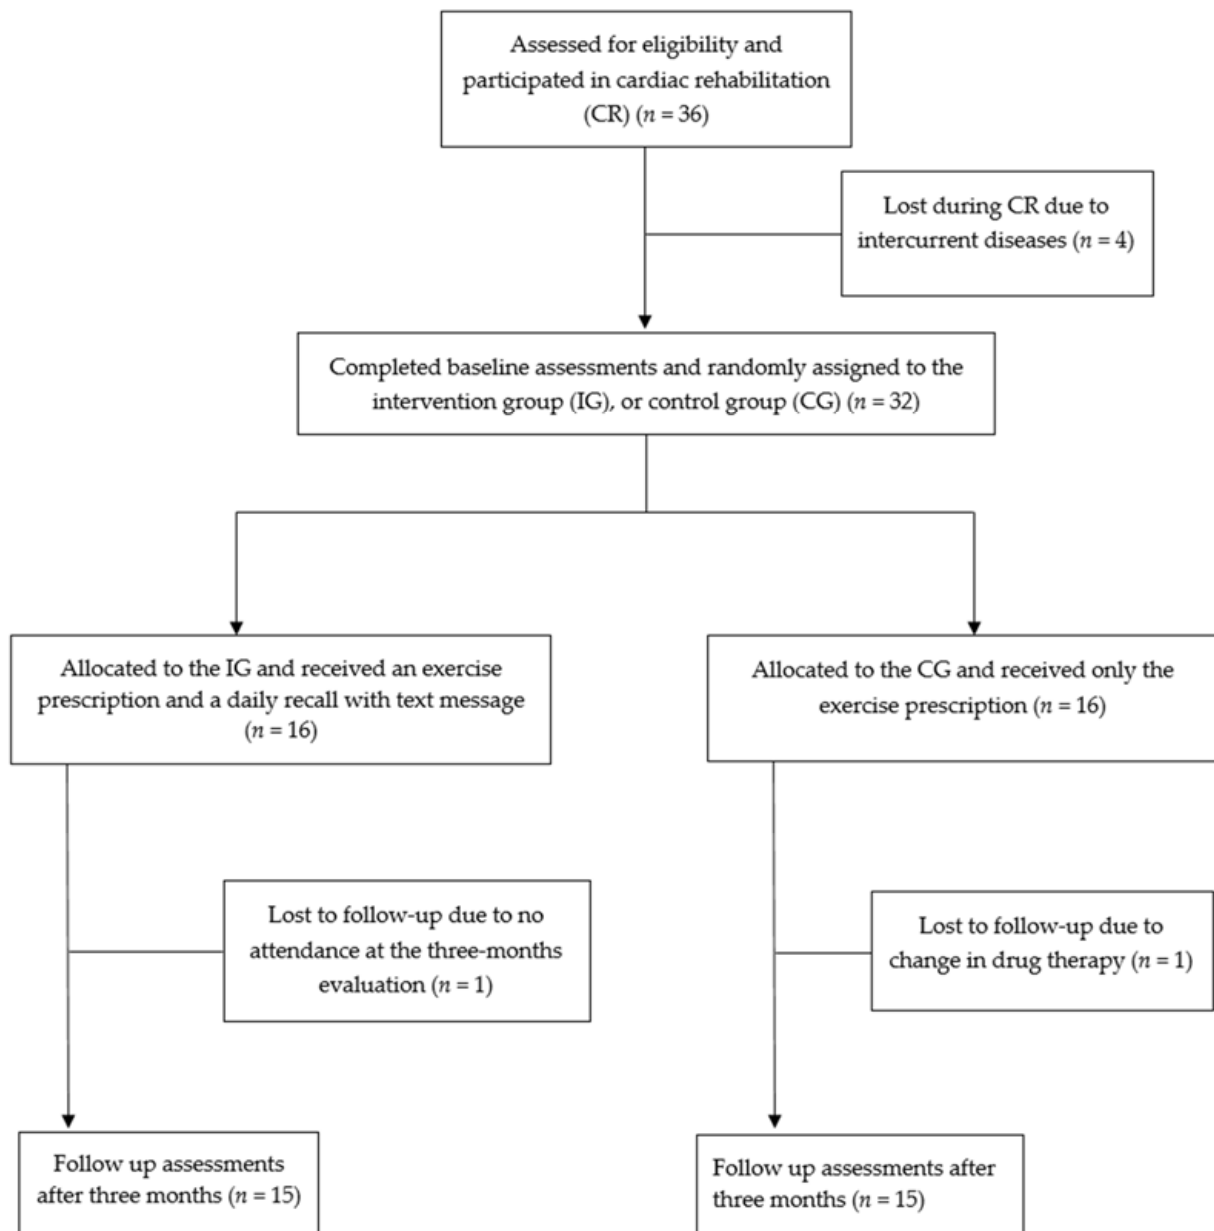 Assessed for eligibility and
participated in cardiac rehabilitation
(CR) (n = 36)
Lost during CR due to
intercurrent diseases (n = 4)
Completed baseline assessments and randomly assigned to the
intervention group (IG), or control group (CG) (n = 32)
Allocated to the IG and received an exercise
prescription and a daily recall with text message
(n = 16)
Allocated to the CG and received only the
exercise prescription (n = 16)
Lost to follow-up due to no
attendance at the three-months
evaluation (n = 1)
Lost to follow-up due to
change in drug therapy (n = 1)
Follow up assessments
after three months (n = 15)
Follow up assessments after
three months (n = 15)